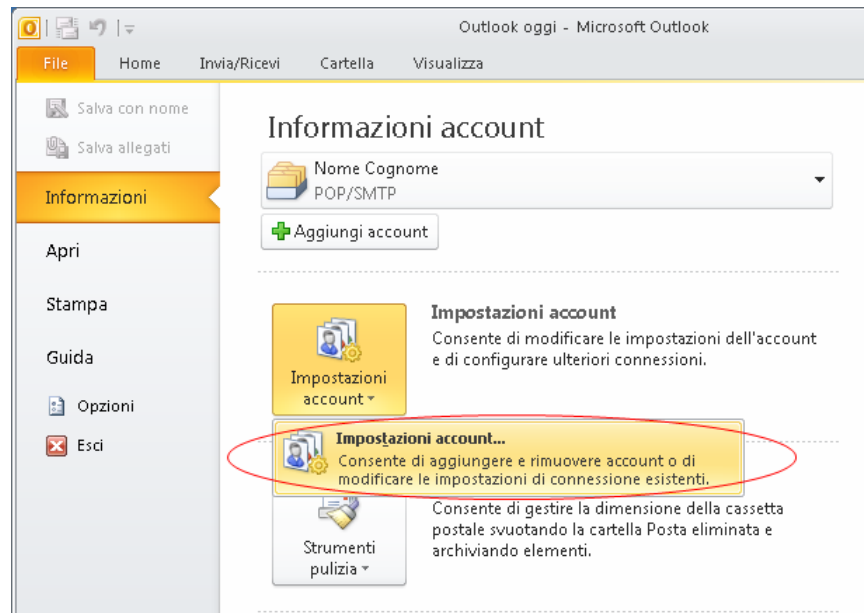 Outlook oggi - Microsoft Outlook
File Home Invia/Ricevi Cartella Visualizza
Salva con nome
Salva allegati
Informazioni
Apri
Stampa
Guida
Opzioni
Esci
Informazioni account
Nome Cognome
POP/SMTP
Aggiungi account
Impostazioni
account
Impostazioni account
Consente di modificare le impostazioni dell'account
e di configurare ulteriori connessioni.
Impostazioni account...
Consente di aggiungere e rimuovere account o di
modificare le impostazioni di connessione esistenti.
Strumenti
pulizia
Consente di gestire la dimensione della cassetta
postale svuotando la cartella Posta eliminata e
archiviando elementi.